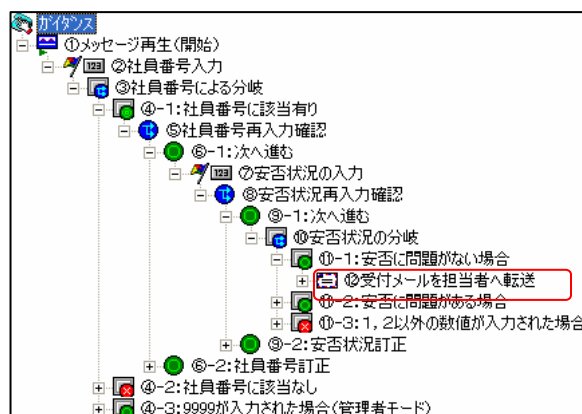 ガイダンス
①メッセージ再生(開始)
123 ②社員番号入力
③社員番号による分岐
④-1:社員番号に該当有り
⑤社員番号再入力確認
⑥-1:次へ進む
123 ⑦安否状況の入力
⑧安否状況再入力確認
⑨-1:次へ進む
⑩安否状況の分岐
⑪-1:安否に問題がない場合
⑫受付メールを担当者へ転送
⑪-2:安否に問題がある場合
⑪-3:1,2以外の数値が入力された場合
⑨-2:安否状況訂正
⑥-2:社員番号訂正
④-2:社員番号に該当なし
④-3:9999が入力された場合(管理者モード)